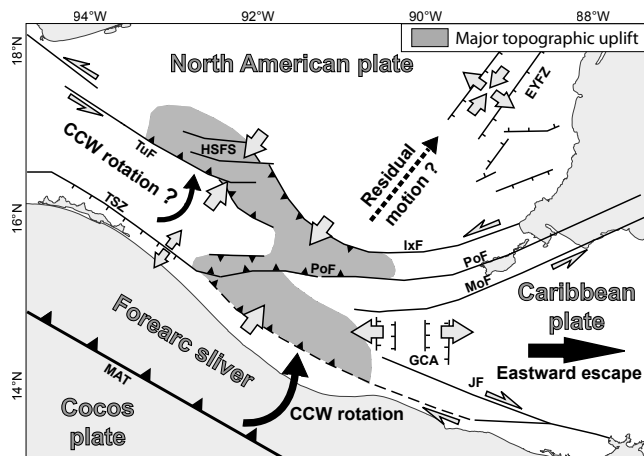 94°W
92°W
90°W
88°W
18°N
16°N
14°N
Major topographic uplift
North American plate
EYFZ
HSFS
TuF
CCW rotation ?
Residual
motion ?
TSZ
IxF
PoF
PoF
MoF
Caribbean
plate
Forearc sliver
GCA
Eastward escape
MAT
JF
CCW rotation
Cocos
plate